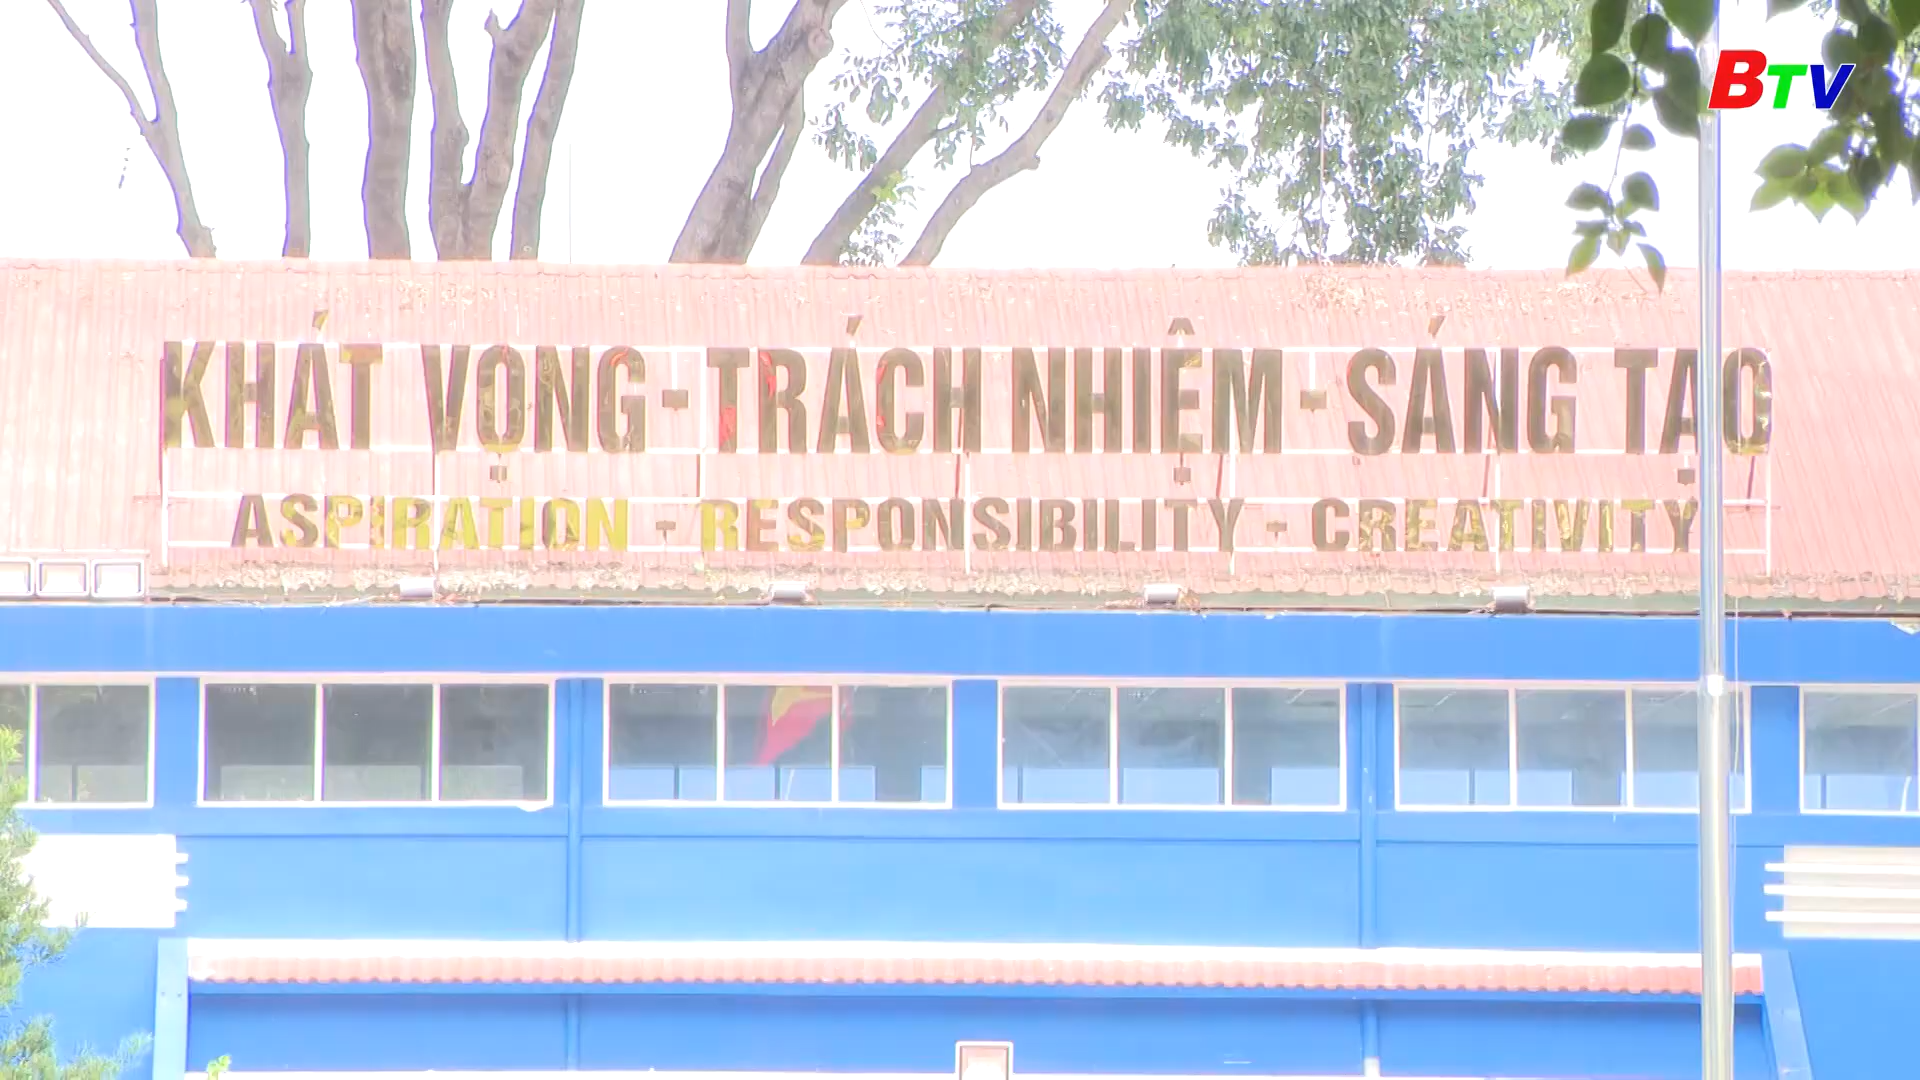 BTV
KHÁT VỌNG - TRÁCH NHIỆM - SÁNG TẠO
ASPIRATION - RESPONSIBILITY - CREATIVITY